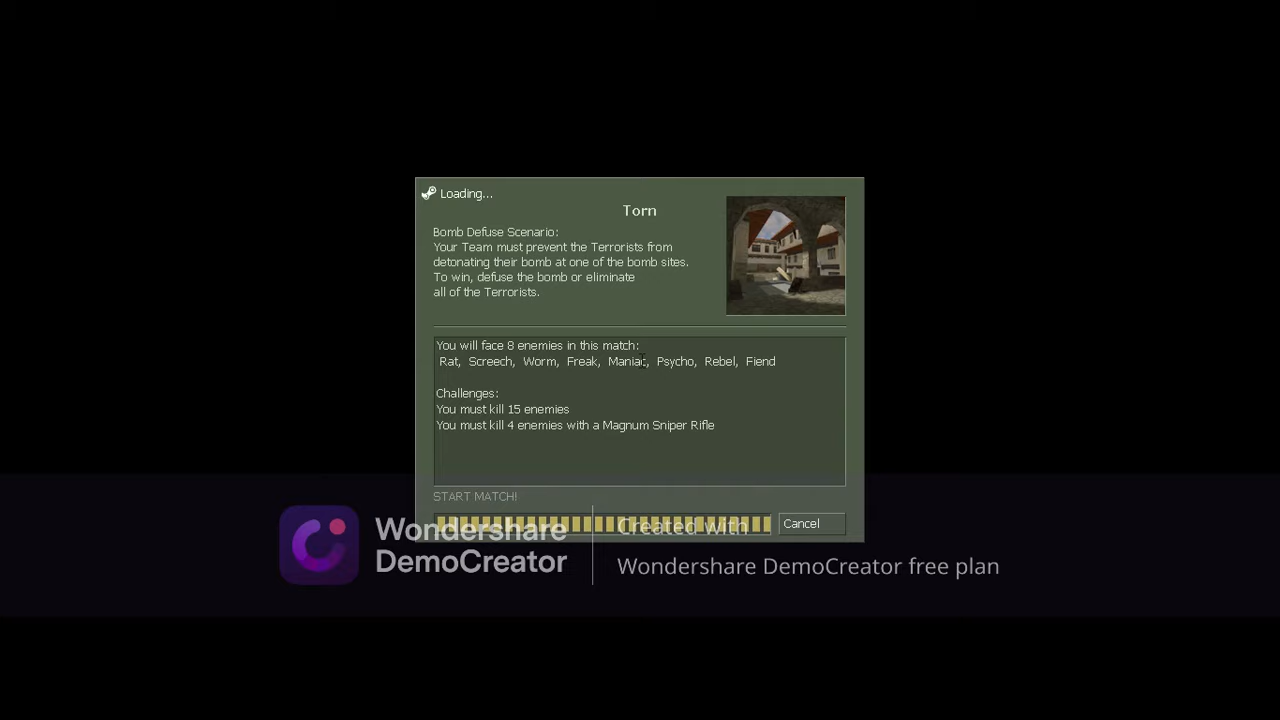 Loading...
Torn
Bomb Defuse Scenario:
Your Team must prevent the Terrorists from
detonating their bomb at one of the bomb sites.
To win, defuse the bomb or eliminate
all of the Terrorists.
You will face 8 enemies in this match:
Rat, Screech, Worm, Freak, Maniac, Psycho, Rebel, Fiend
Challenges:
You must kill 15 enemies
You must kill 4 enemies with a Magnum Sniper Rifle
START MATCH!
Cancel
Wondershare
DemoCreator
Created with
Wondershare DemoCreator free plan